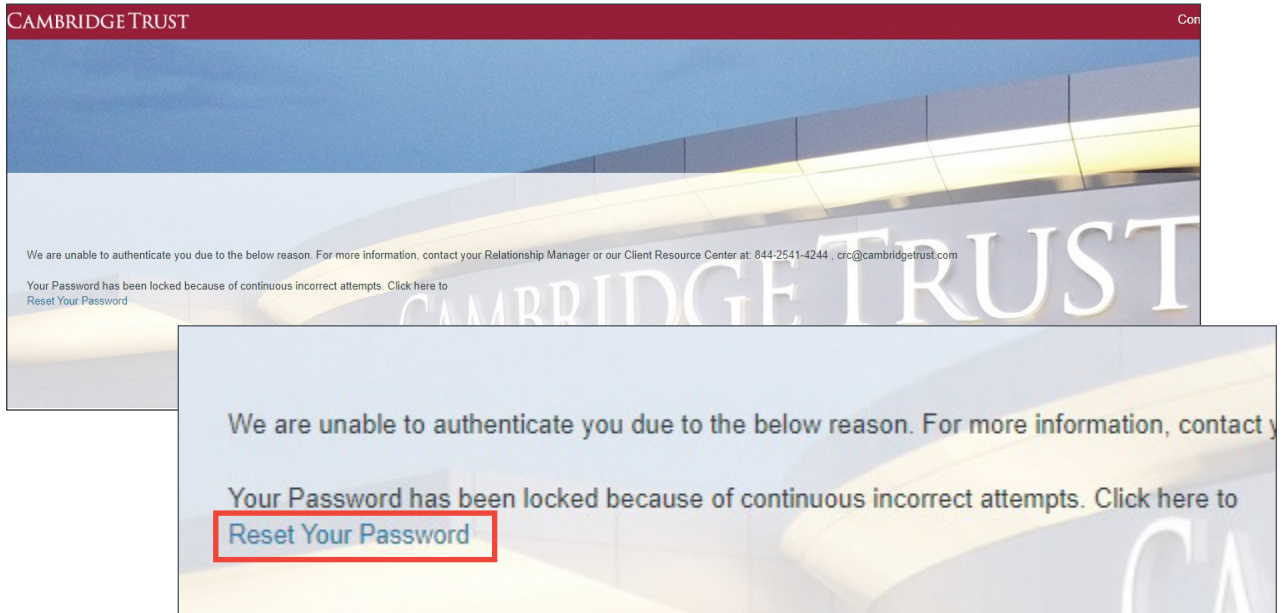 CAMBRIDGE TRUST
Con
We are unable to authenticate you due to the below reason. For more information, contact your Relationship Manager or our Client Resource Center at: 844-2541-4244 , crc@cambridgetrust.com
Your Password has been locked because of continuous incorrect attempts. Click here to
Reset Your Password
CAMBRIDGE TRUST
We are unable to authenticate you due to the below reason. For more information, contact y
Your Password has been locked because of continuous incorrect attempts. Click here to
Reset Your Password
CA